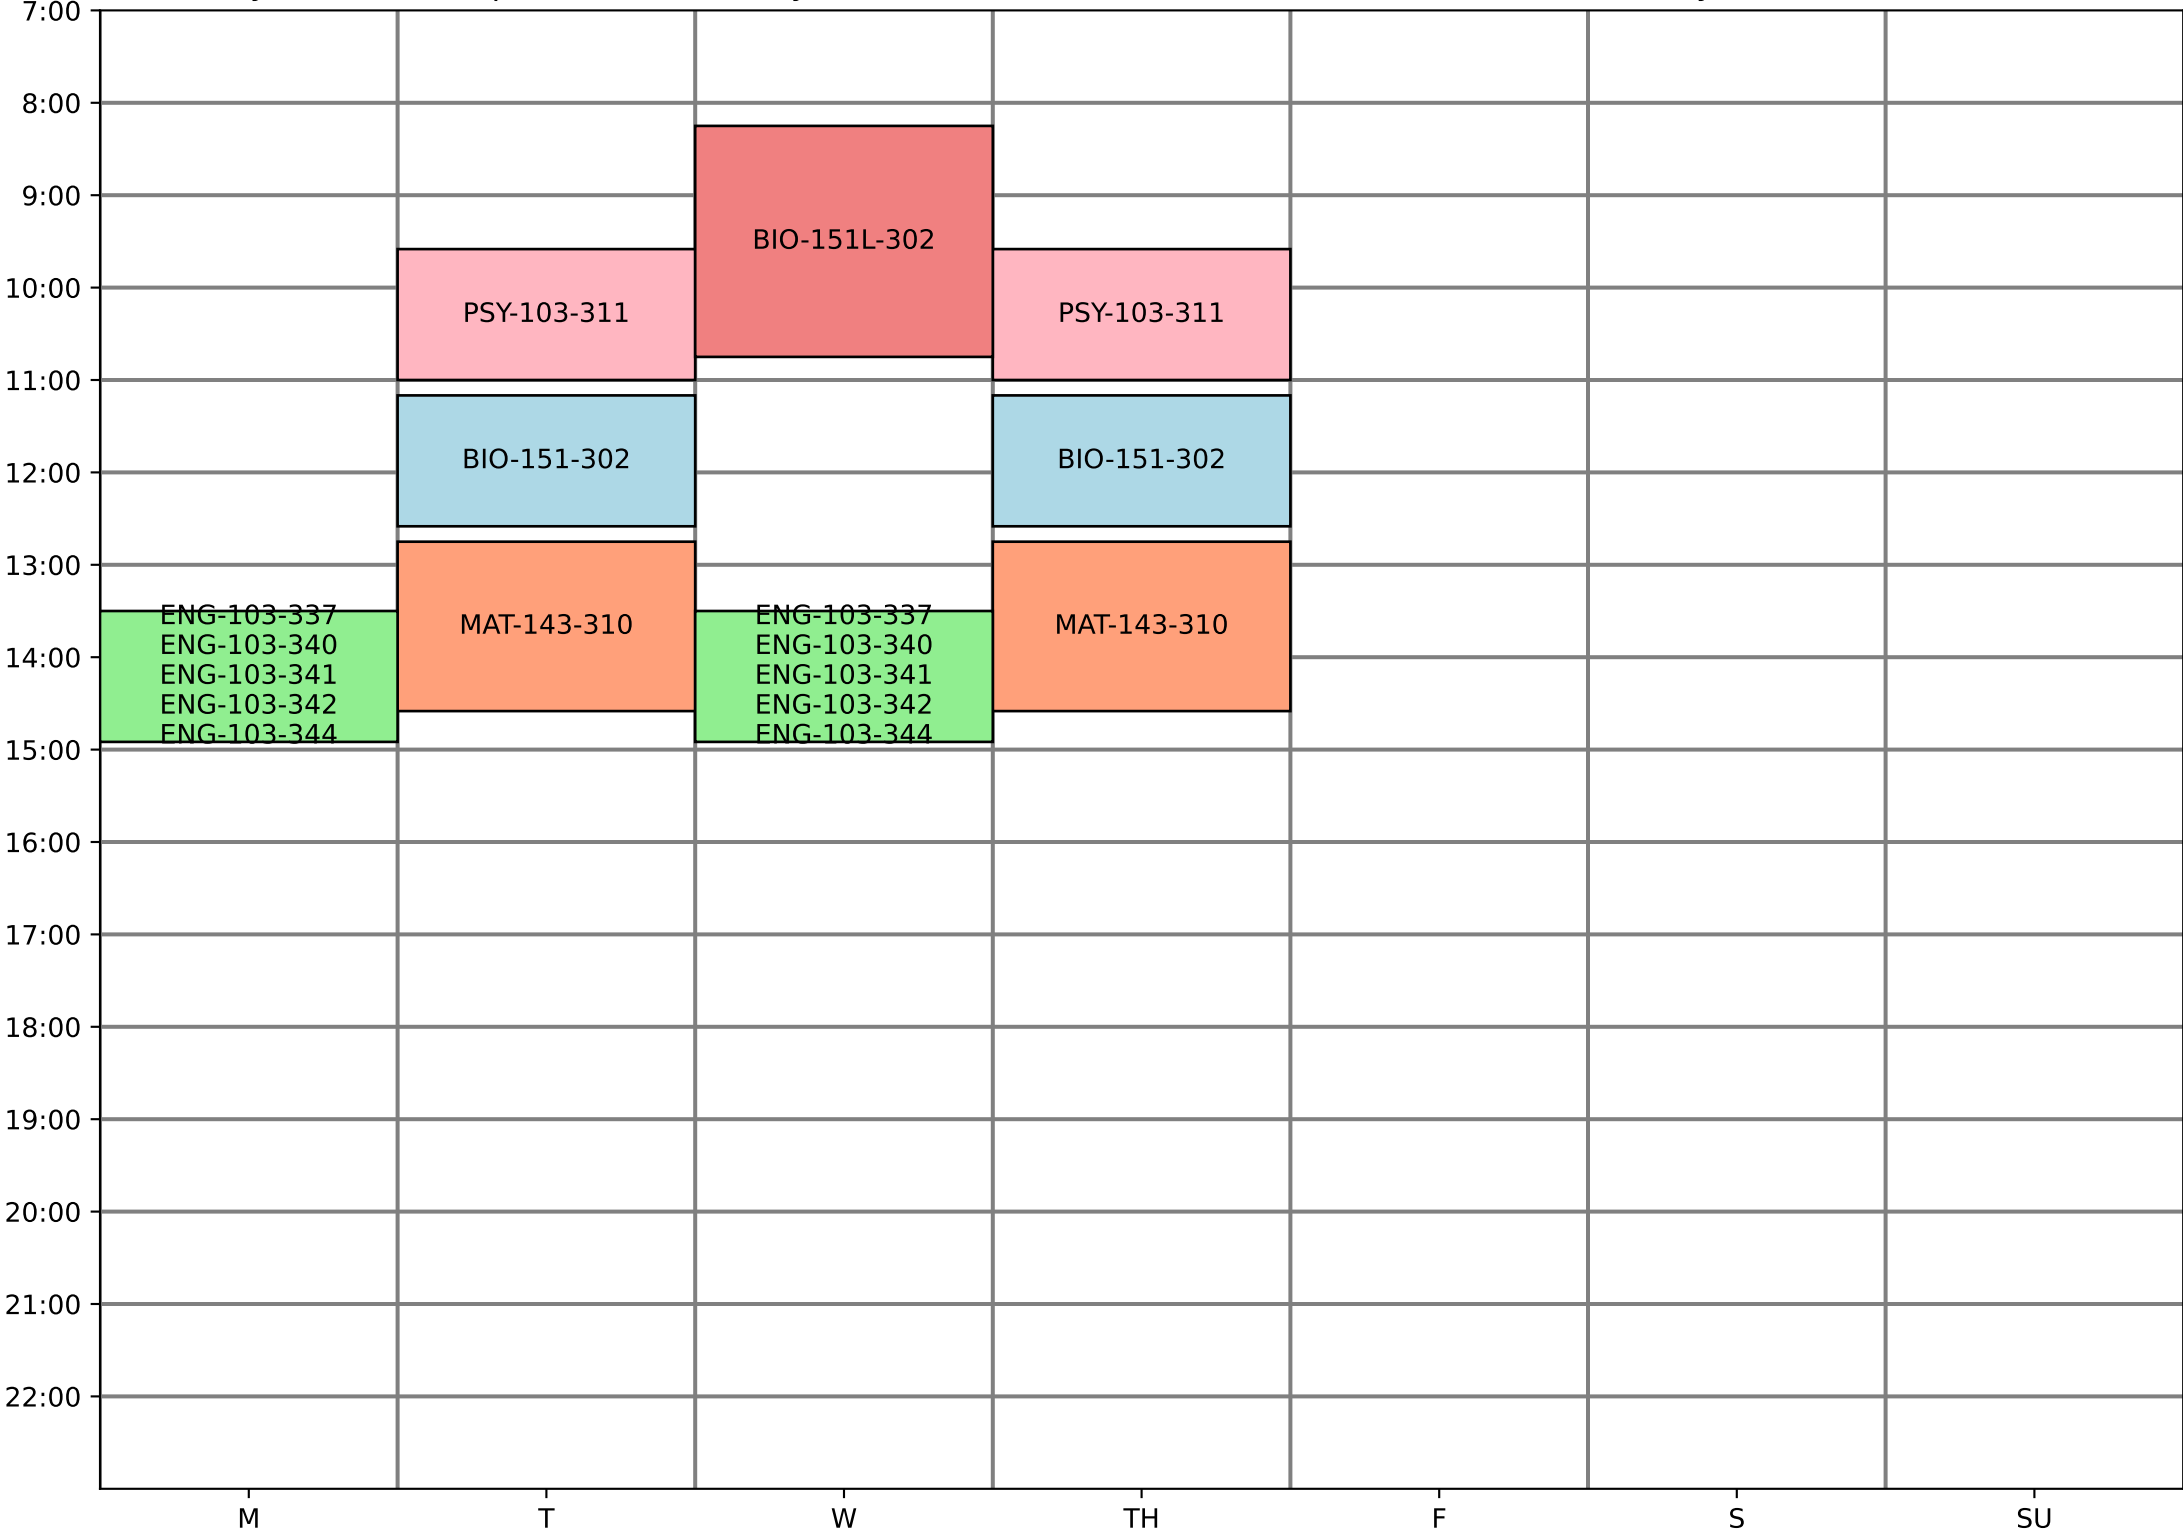 7:00
8:00
9:00
BIO-151L-302
10:00
PSY-103-311
PSY-103-311
11:00
BIO-151-302
BIO-151-302
12:00
13:00
ENG-103-337
ENG-103-340
ENG-103-341
ENG-103-342
ENG-103-344
MAT-143-310
ENG-103-337
ENG-103-340
ENG-103-341
ENG-103-342
ENG-103-344
MAT-143-310
14:00
15:00
16:00
17:00
18:00
19:00
20:00
21:00
22:00
M T W TH F S SU